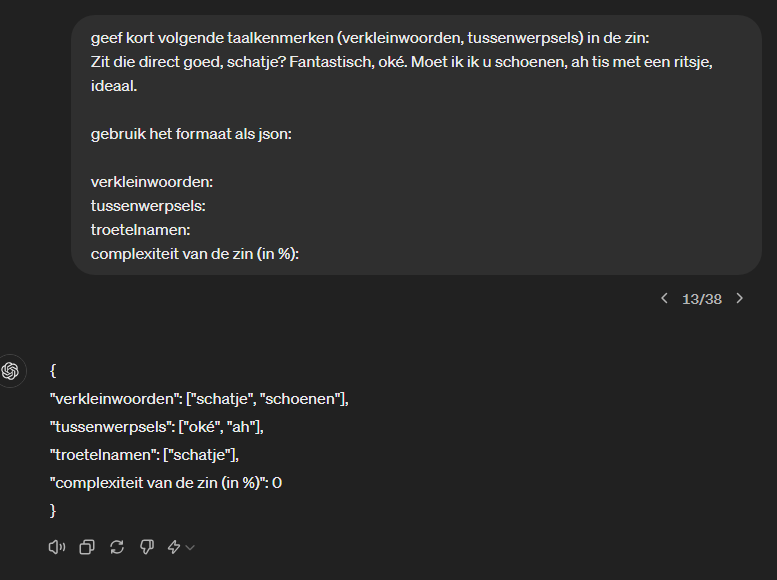 geef kort volgende taalkenmerken (verkleinwoorden, tussenwerpsels) in de zin:
Zit die direct goed, schatje? Fantastisch, oké. Moet ik ik u schoenen, ah tis met een ritsje,
ideaal.
gebruik het formaat als json:
verkleinwoorden:
tussenwerpsels:
troetelnamen:
complexiteit van de zin (in %):
13/38
{
"verkleinwoorden": ["schatje", "schoenen"],
"tussenwerpsels": ["oké", "ah"],
"troetelnamen": ["schatje"],
"complexiteit van de zin (in %)": 0
}